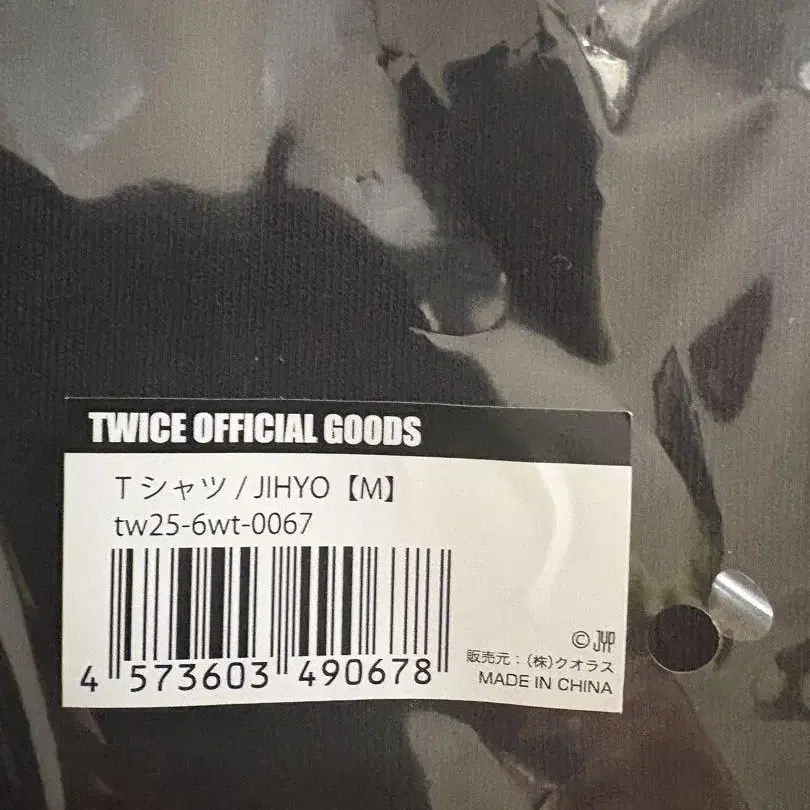 TWICE OFFICIAL GOODS
Tシャツ / JIHYO【M】
tw25-6wt-0067
4 573603 490678
©JYP
販売元：(株)クオラス
MADE IN CHINA